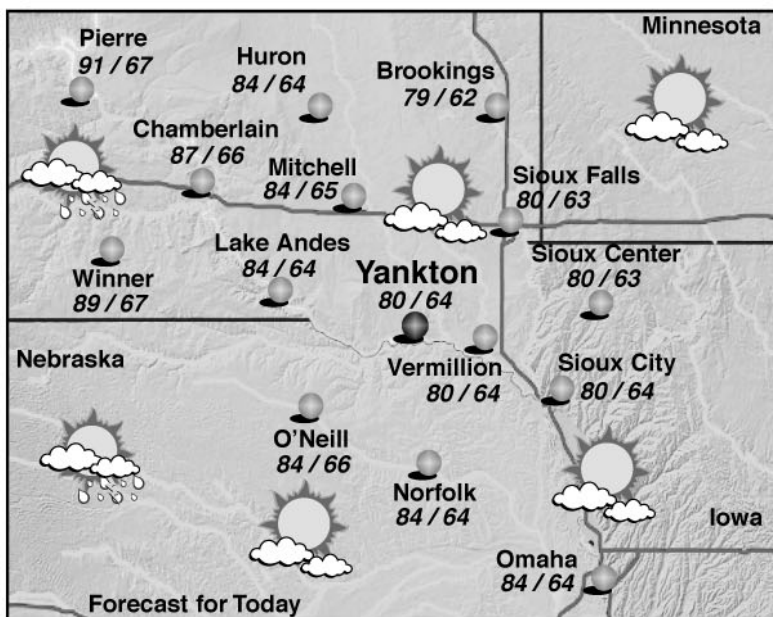 Pierre
91 / 67
Huron
84 / 64
Brookings
79 / 62
Minnesota
Chamberlain
87 / 66
Mitchell
84 / 65
Sioux Falls
80 / 63
Winner
89 / 67
Lake Andes
84 / 64
Yankton
80 / 64
Sioux Center
80 / 63
Nebraska
Vermillion
80 / 64
Sioux City
80 / 64
O'Neill
84 / 66
Norfolk
84 / 64
Iowa
Omaha
84 / 64
Forecast for Today